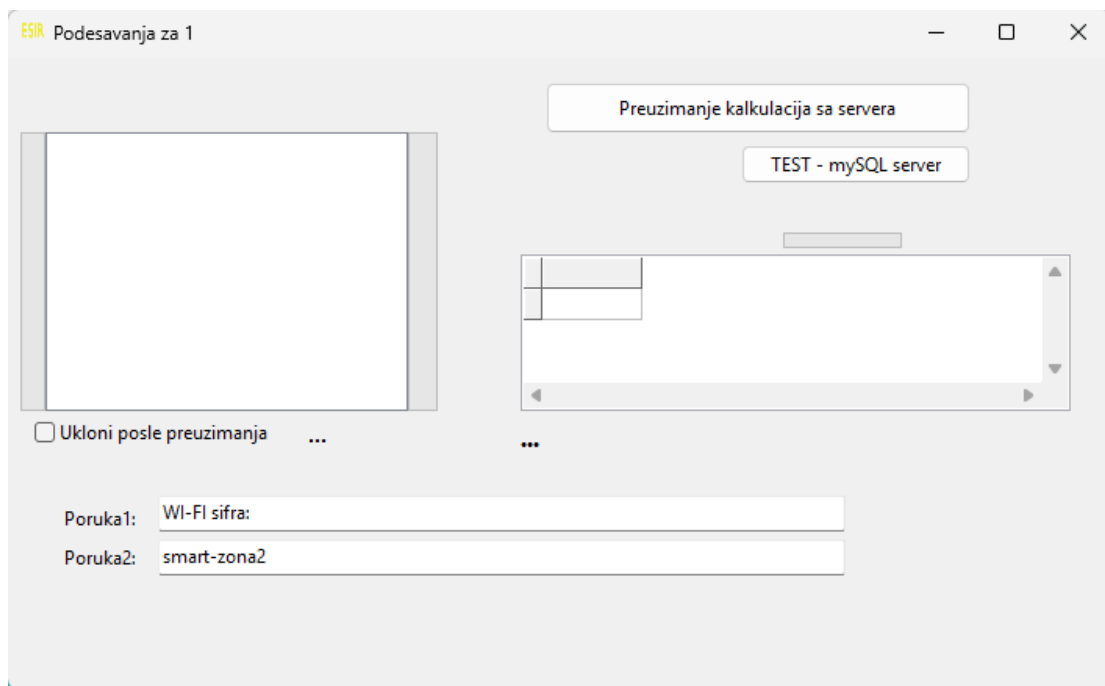 ESIR Podesavanja za 1
Preuzimanje kalkulacija sa servera
TEST - mySQL server
Ukloni posle preuzimanja ... ...
Poruka1: WI-FI sifra:
Poruka2: smart-zona2